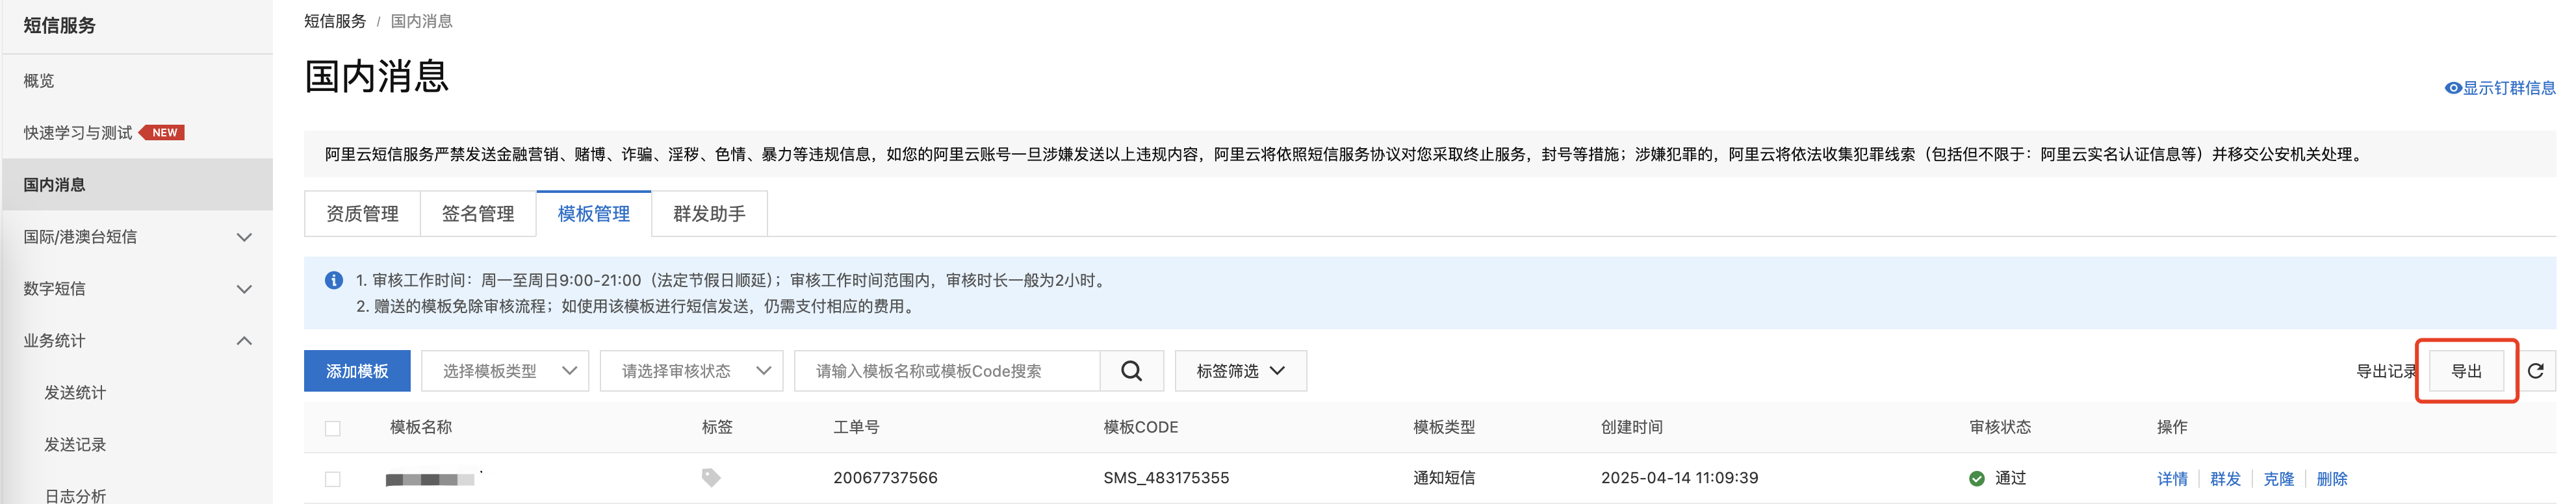 短信服务
概览
快速学习与测试 NEW
国内消息
国际/港澳台短信
数字短信
业务统计
发送统计
发送记录
日志分析
短信服务 / 国内消息
国内消息
显示钉群信息
阿里云短信服务严禁发送金融营销、赌博、诈骗、淫秽、色情、暴力等违规信息，如您的阿里云账号一旦涉嫌发送以上违规内容，阿里云将依照短信服务协议对您采取终止服务，封号等措施；涉嫌犯罪的，阿里云将依法收集犯罪线索（包括但不限于：阿里云实名认证信息等）并移交公安机关处理。
资质管理 签名管理 模板管理 群发助手
1. 审核工作时间：周一至周日9:00-21:00（法定节假日顺延）；审核工作时间范围内，审核时长一般为2小时。
2. 赠送的模板免除审核流程；如使用该模板进行短信发送，仍需支付相应的费用。
添加模板 选择模板类型 请选择审核状态 请输入模板名称或模板Code搜索 标签筛选 导出记录 导出
模板名称 标签 工单号 模板CODE 模板类型 创建时间 审核状态 操作
20067737566 SMS_483175355 通知短信 2025-04-14 11:09:39 通过 详情 群发 克隆 删除